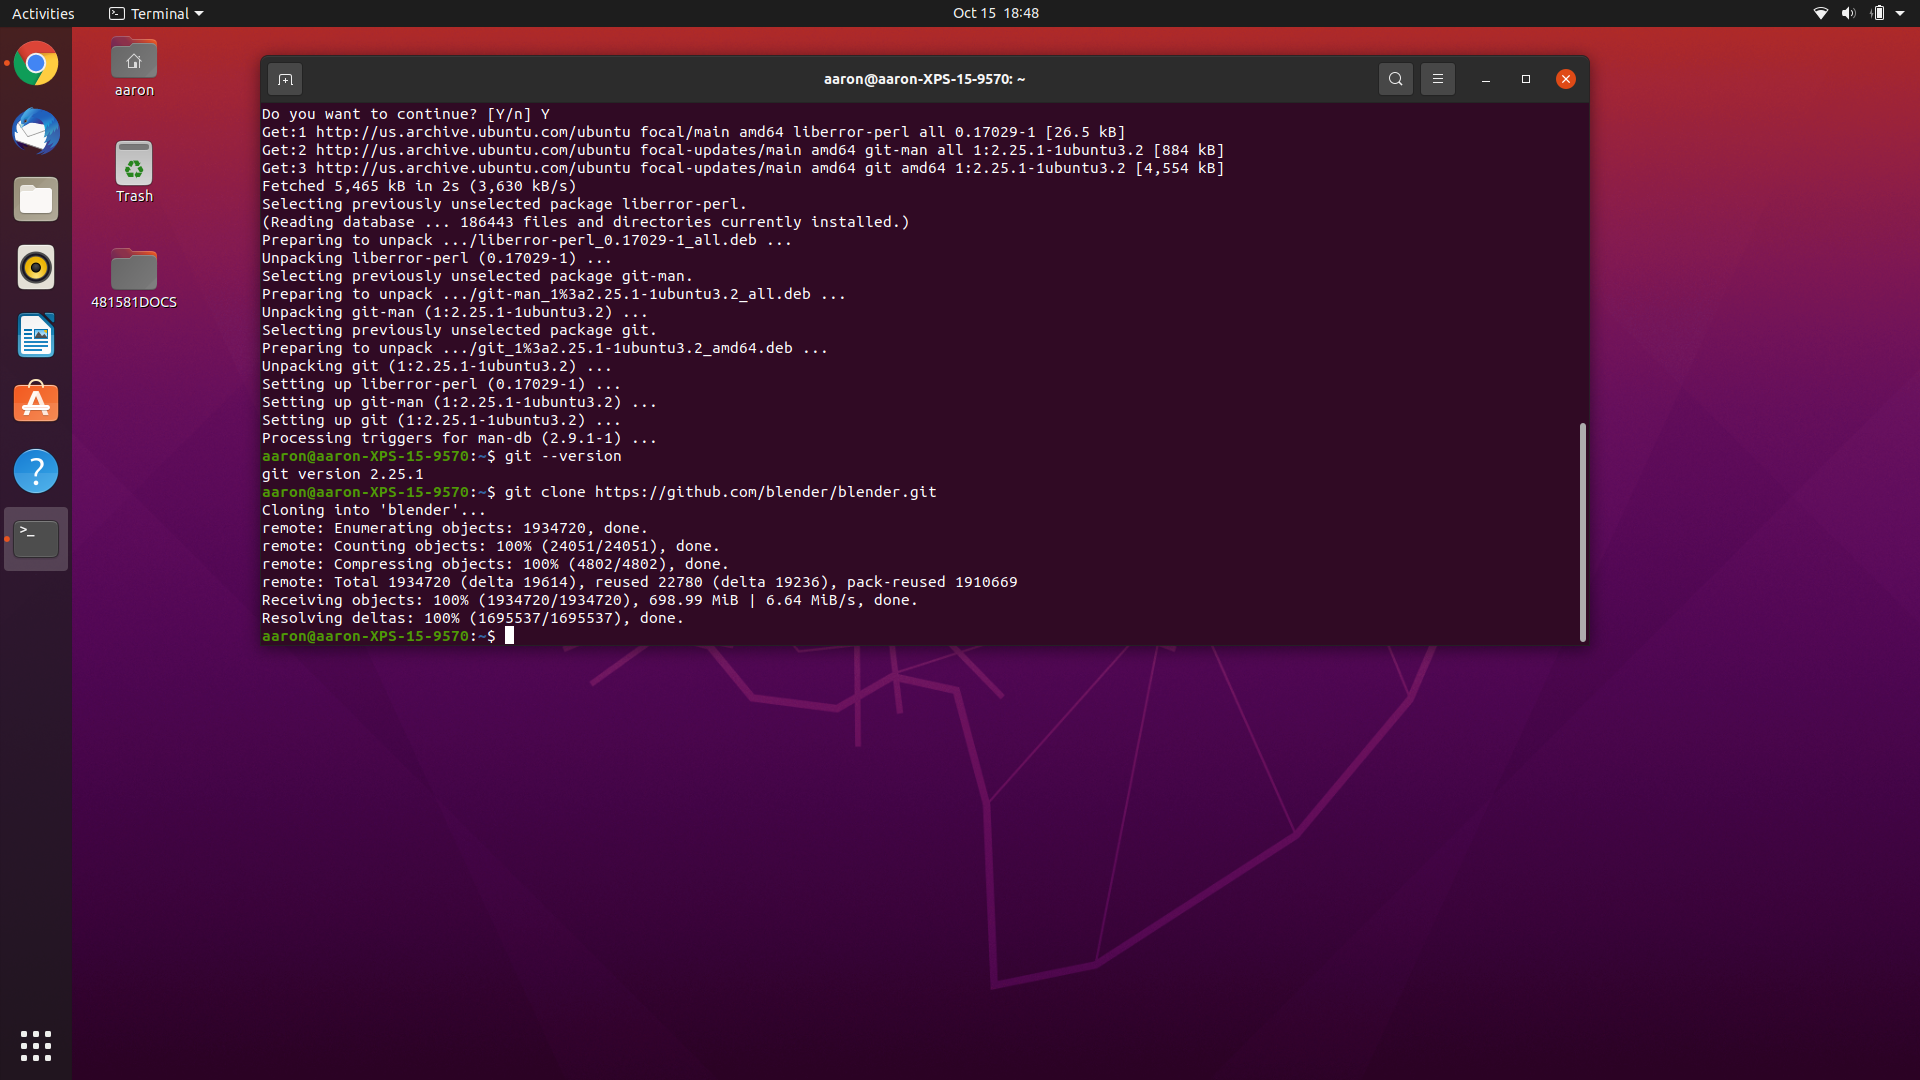 Activities
Terminal
Oct 15 18:48
aaron
Trash
481581DOCS
aaron@aaron-XPS-15-9570: ~
Do you want to continue? [Y/n] Y
Get:1 http://us.archive.ubuntu.com/ubuntu focal/main amd64 liberror-perl all 0.17029-1 [26.5 kB]
Get:2 http://us.archive.ubuntu.com/ubuntu focal-updates/main amd64 git-man all 1:2.25.1-1ubuntu3.2 [884 kB]
Get:3 http://us.archive.ubuntu.com/ubuntu focal-updates/main amd64 git amd64 1:2.25.1-1ubuntu3.2 [4,554 kB]
Fetched 5,465 kB in 2s (3,630 kB/s)
Selecting previously unselected package liberror-perl.
(Reading database ... 186443 files and directories currently installed.)
Preparing to unpack .../liberror-perl_0.17029-1_all.deb ...
Unpacking liberror-perl (0.17029-1) ...
Selecting previously unselected package git-man.
Preparing to unpack .../git-man_1%3a2.25.1-1ubuntu3.2_all.deb ...
Unpacking git-man (1:2.25.1-1ubuntu3.2) ...
Selecting previously unselected package git.
Preparing to unpack .../git_1%3a2.25.1-1ubuntu3.2_amd64.deb ...
Unpacking git (1:2.25.1-1ubuntu3.2) ...
Setting up liberror-perl (0.17029-1) ...
Setting up git-man (1:2.25.1-1ubuntu3.2) ...
Setting up git (1:2.25.1-1ubuntu3.2) ...
Processing triggers for man-db (2.9.1-1) ...
aaron@aaron-XPS-15-9570:~$ git --version
git version 2.25.1
aaron@aaron-XPS-15-9570:~$ git clone https://github.com/blender/blender.git
Cloning into 'blender'...
remote: Enumerating objects: 1934720, done.
remote: Counting objects: 100% (24051/24051), done.
remote: Compressing objects: 100% (4802/4802), done.
remote: Total 1934720 (delta 19614), reused 22780 (delta 19236), pack-reused 1910669
Receiving objects: 100% (1934720/1934720), 698.99 MiB | 6.64 MiB/s, done.
Resolving deltas: 100% (1695537/1695537), done.
aaron@aaron-XPS-15-9570:~$